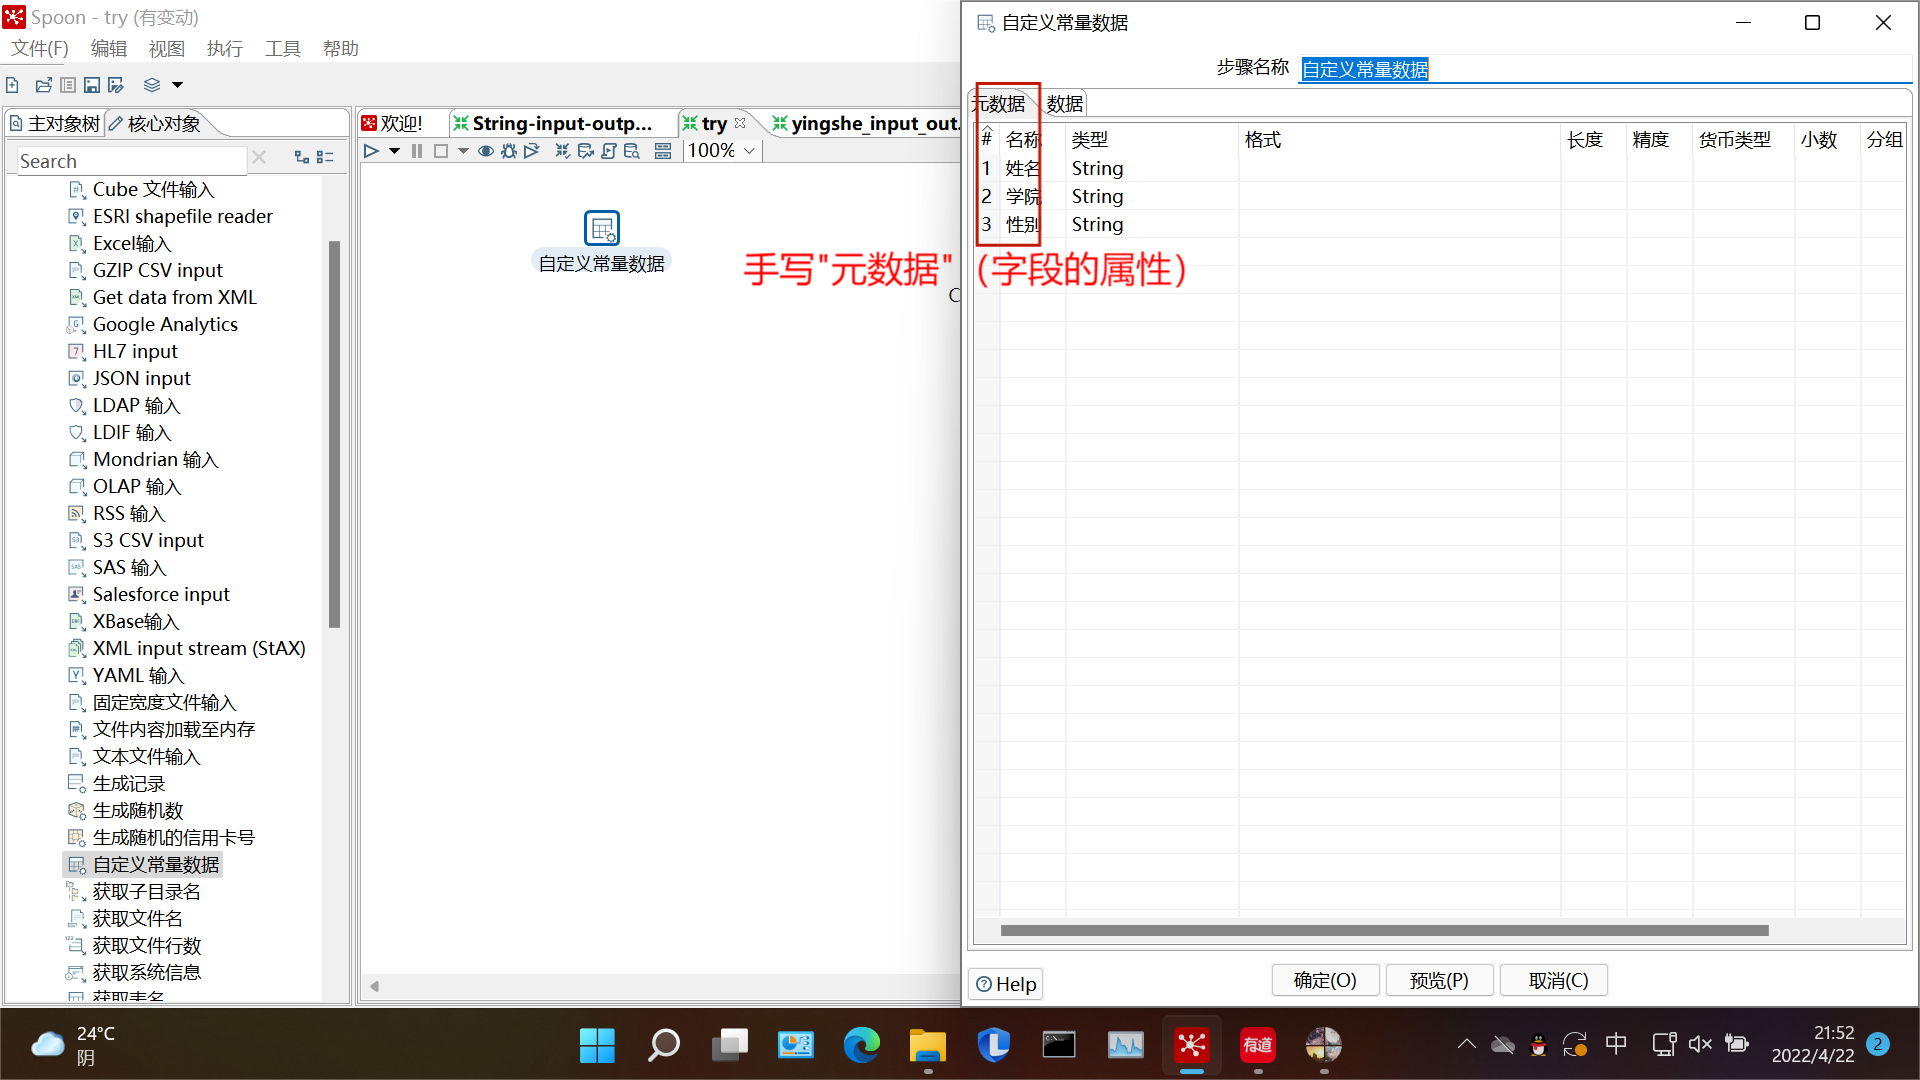 Spoon - try (有变动)
文件(F) 编辑 视图 执行 工具 帮助
主对象树 核心对象
Search
Cube 文件输入
ESRI shapefile reader
Excel输入
GZIP CSV input
Get data from XML
Google Analytics
HL7 input
JSON input
LDAP 输入
LDIF 输入
Mondrian 输入
OLAP 输入
RSS 输入
S3 CSV input
SAS 输入
Salesforce input
XBase输入
XML input stream (StAX)
YAML 输入
固定宽度文件输入
文件内容加载至内存
文本文件输入
生成记录
生成随机数
生成随机的信用卡号
自定义常量数据
获取子目录名
获取文件名
获取文件行数
获取系统信息
获取表名
欢迎! String-input-outp... try yingshe_input_out.
100%
自定义常量数据
手写"元数据"（字段的属性）
C
自定义常量数据
步骤名称 自定义常量数据
元数据 数据
# 名称 类型 格式 长度 精度 货币类型 小数 分组
1 姓名 String
2 学院 String
3 性别 String
Help 确定(O) 预览(P) 取消(C)
24°C
阴
有道
中
21:52
2022/4/22
2